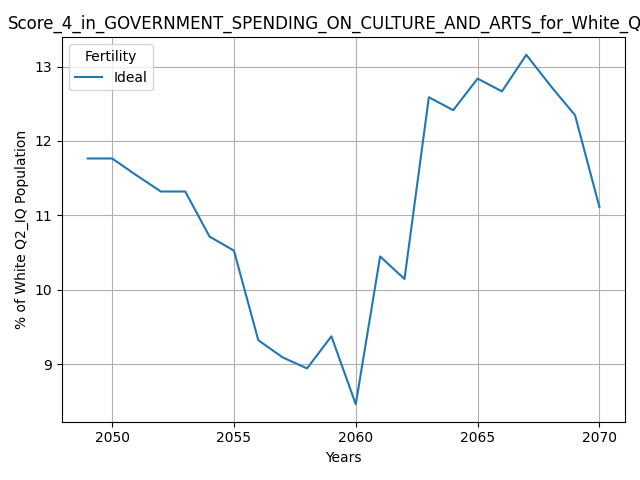 Score_4_in_GOVERNMENT_SPENDING_ON_CULTURE_AND_ARTS_for_White_Q
Fertility
Ideal
13
12
11
10
9
% of White Q2_IQ Population
2050 2055 2060 2065 2070
Years